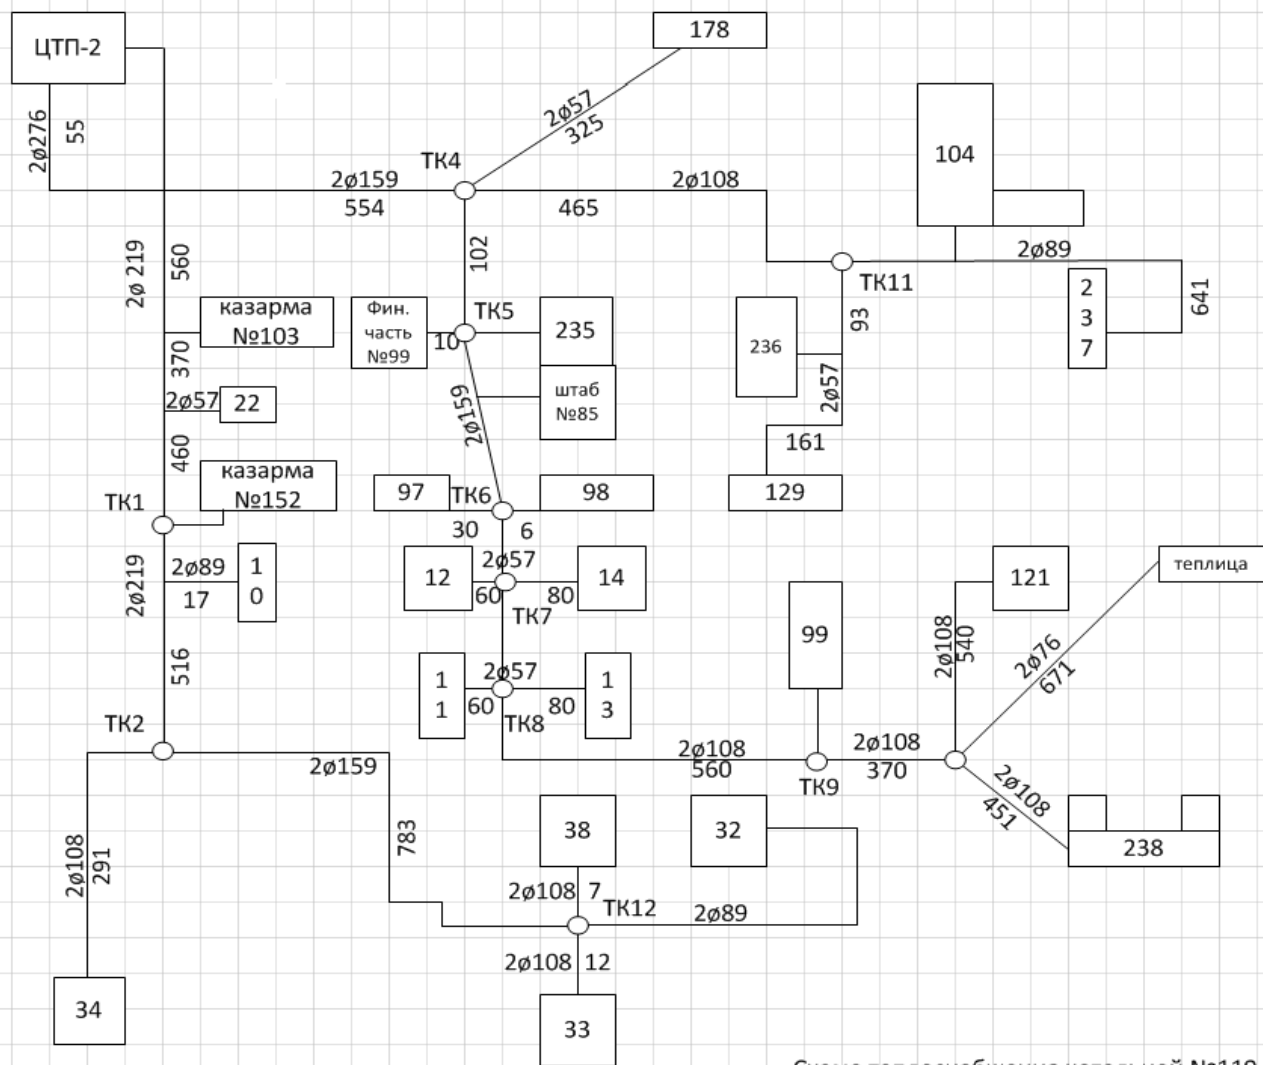 ЦТП-2
178
2ø276
55
2ø57
325
104
ТК4
2ø159
554
2ø108
465
2ø 219
560
102
2ø89
ТК11
641
казарма
№103
Фин.
часть
№99
ТК5
10
235
236
93
2
3
7
370
2ø57
22
2ø159
штаб
№85
2ø57
161
460
казарма
№152
ТК1
97
ТК6
98
129
30
6
2ø219
2ø89
17
1
0
12
2ø57
14
60
80
ТК7
99
121
теплица
2ø108
540
2ø76
671
516
1
1
2ø57
1
3
60
80
ТК8
ТК2
2ø159
2ø108
560
2ø108
370
ТК9
2ø108
451
783
38
32
238
2ø108
291
2ø108
7
ТК12
2ø89
2ø108
12
34
33